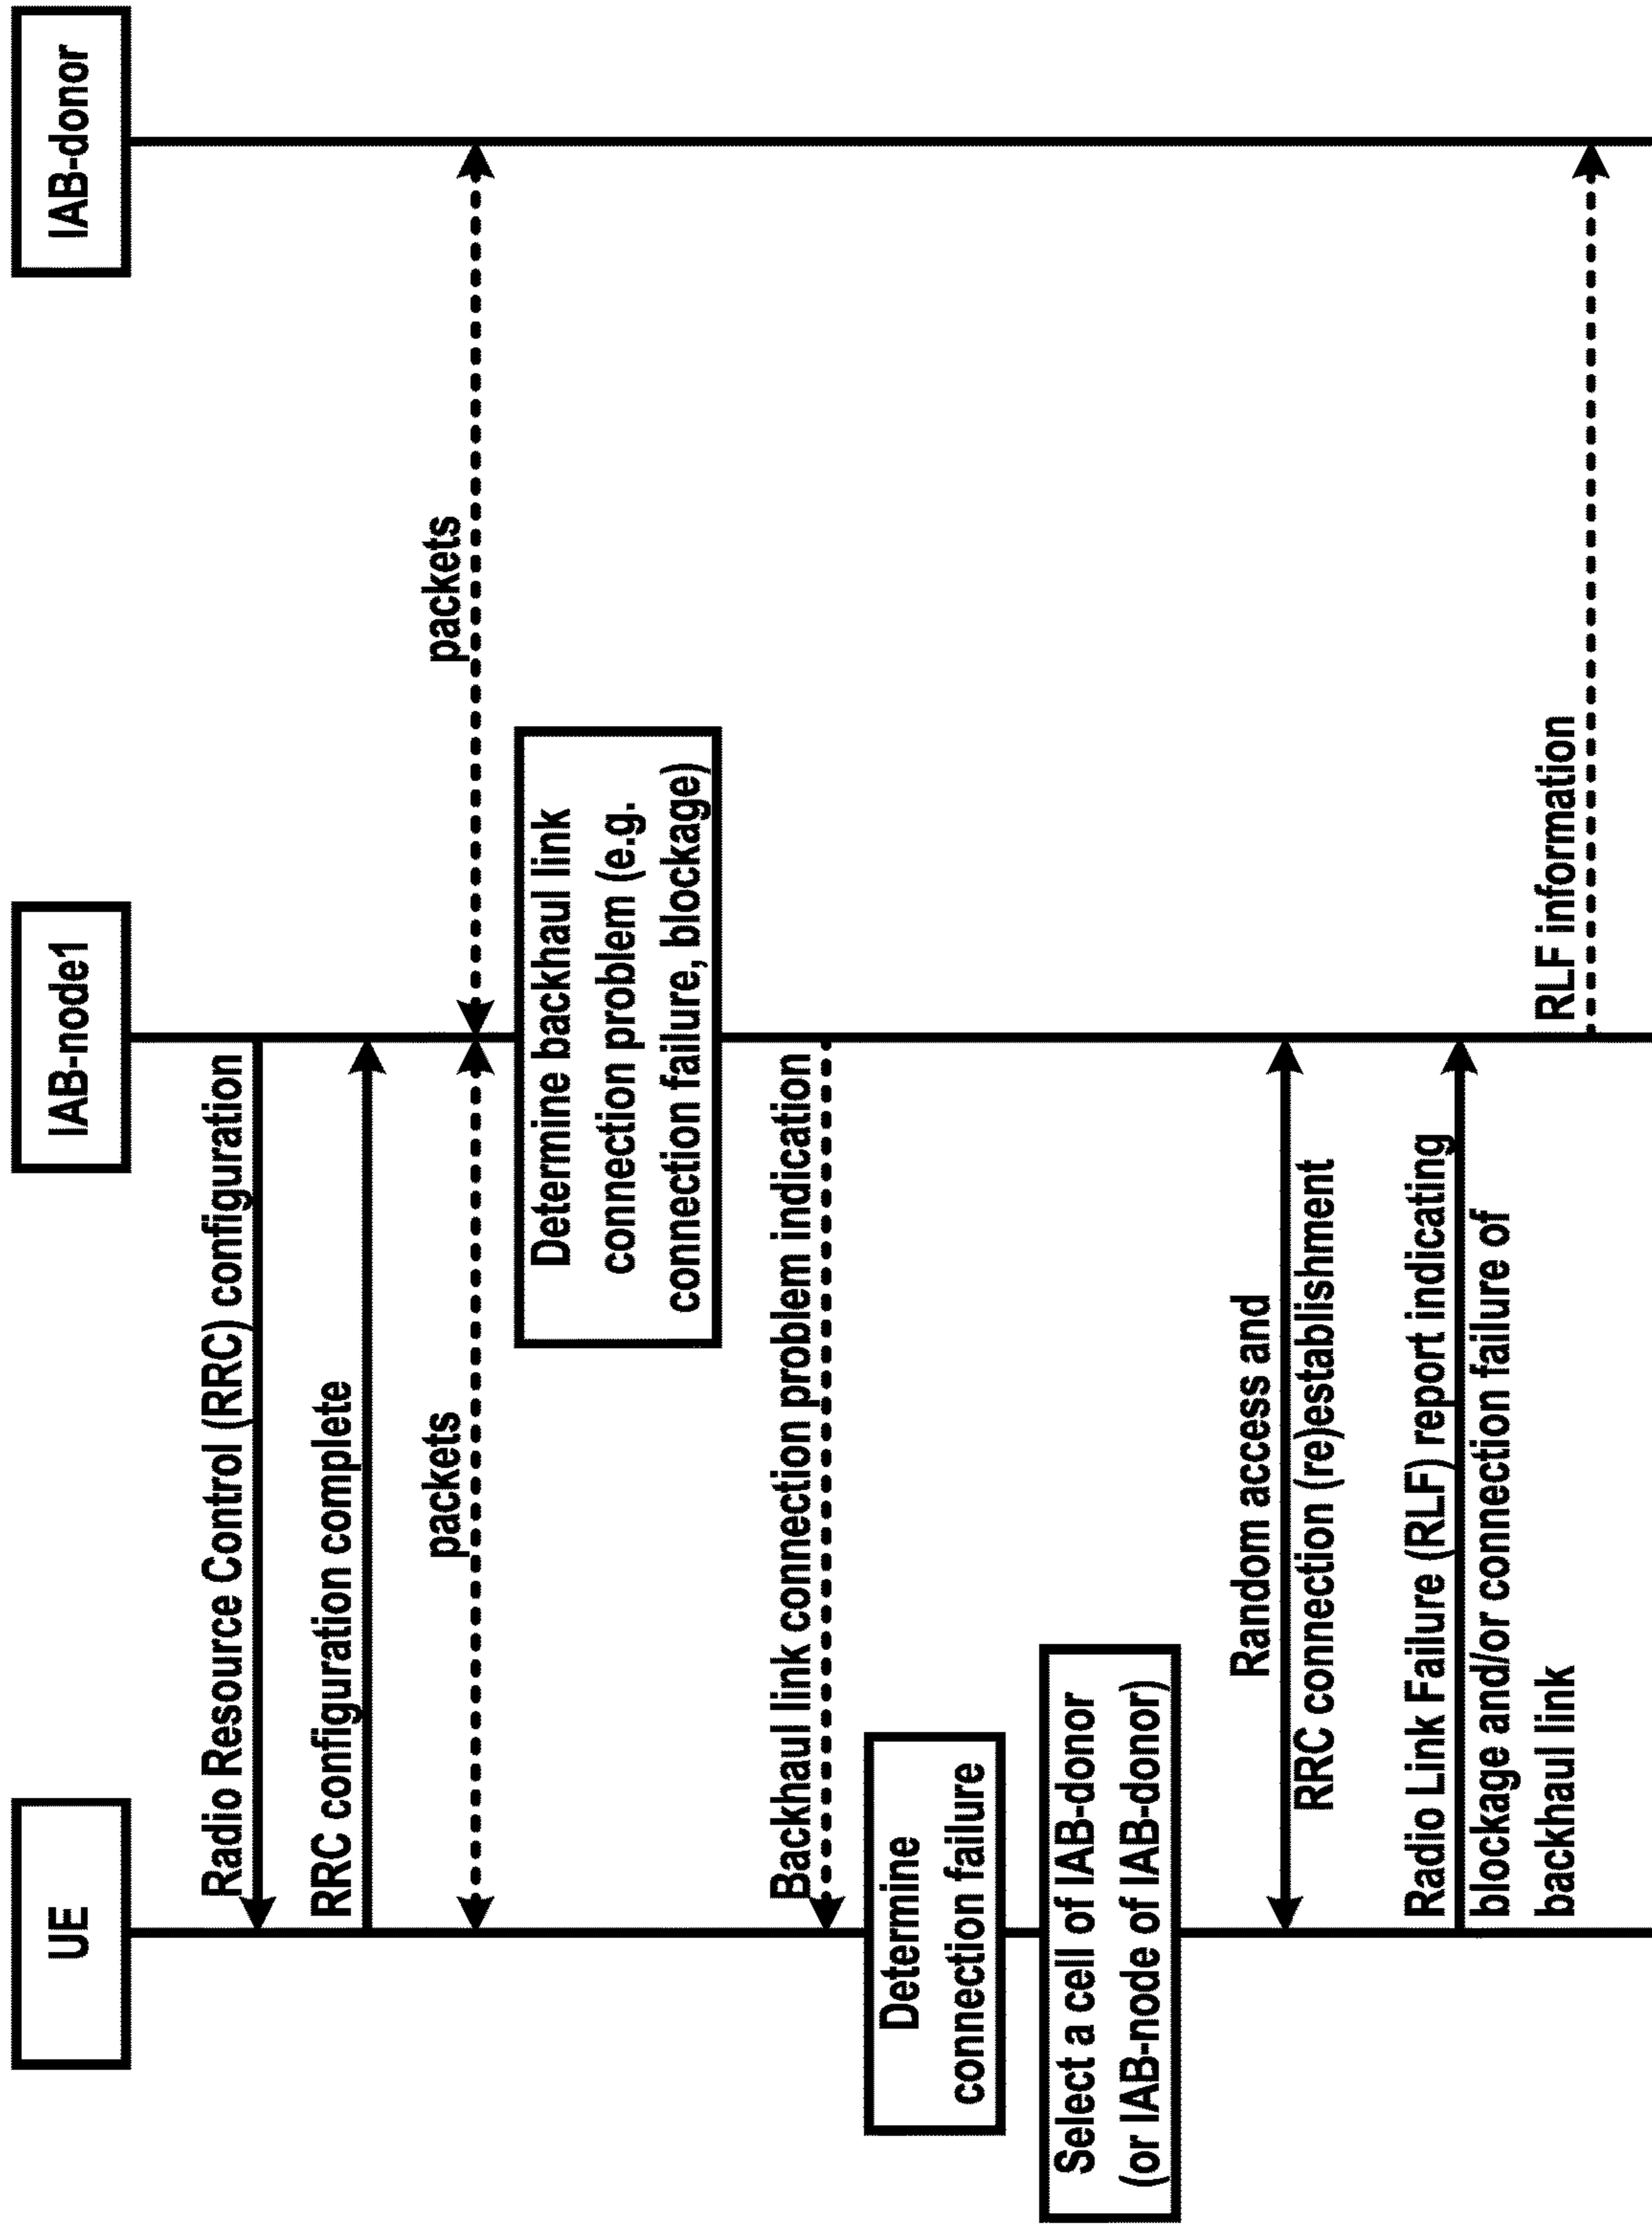 UE
IAB-node1
IAB-donor
Radio Resource Control (RRC) configuration
RRC configuration complete
packets
packets
Determine backhaul link
connection problem (e.g.
connection failure, blockage)
Backhaul link connection problem indication
Determine
connection failure
Select a cell of IAB-donor
(or IAB-node of IAB-donor)
Random access and
RRC connection (re)establishment
Radio Link Failure (RLF) report indicating
blockage and/or connection failure of
backhaul link
RLF information